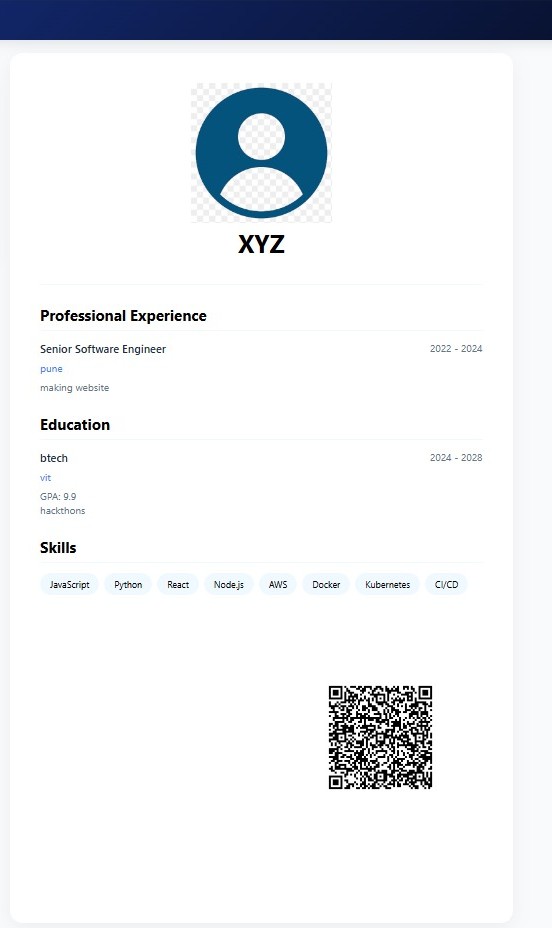 XYZ
Professional Experience
Senior Software Engineer 2022 - 2024
pune
making website
Education
btech 2024 - 2028
vit
GPA: 9.9
hackthons
Skills
JavaScript Python React Node.js AWS Docker Kubernetes CI/CD